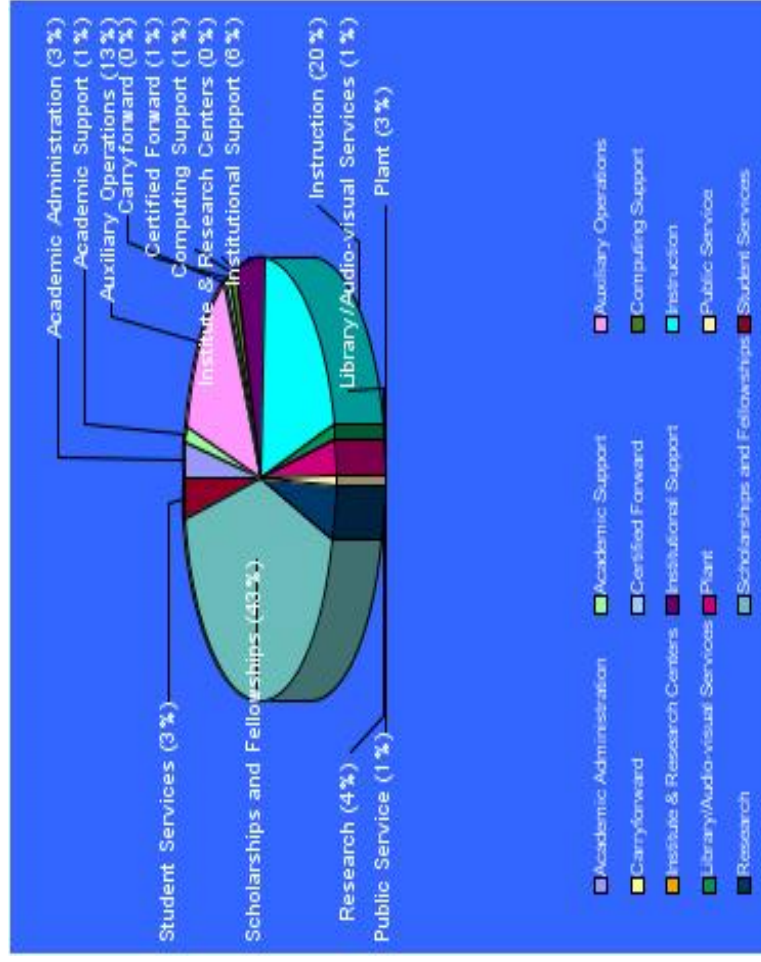 Academic Administration (3%)
Academic Support (1%)
Auxiliary Operations (13%)
Carryforward (0%)
Certified Forward (1%)
Computing Support (1%)
Institute & Research Centers (0%)
Institutional Support (6%)
Instruction (20%)
Library/Audio-visual Services (1%)
Plant (3%)
Student Services (3%)
Scholarships and Fellowships (43%)
Research (4%)
Public Service (1%)
Academic Administration
Academic Support
Auxiliary Operations
Carryforward
Certified Forward
Computing Support
Institute & Research Centers
Institutional Support
Instruction
Library/Audio-visual Services
Plant
Public Service
Research
Scholarships and Fellowships
Student Services